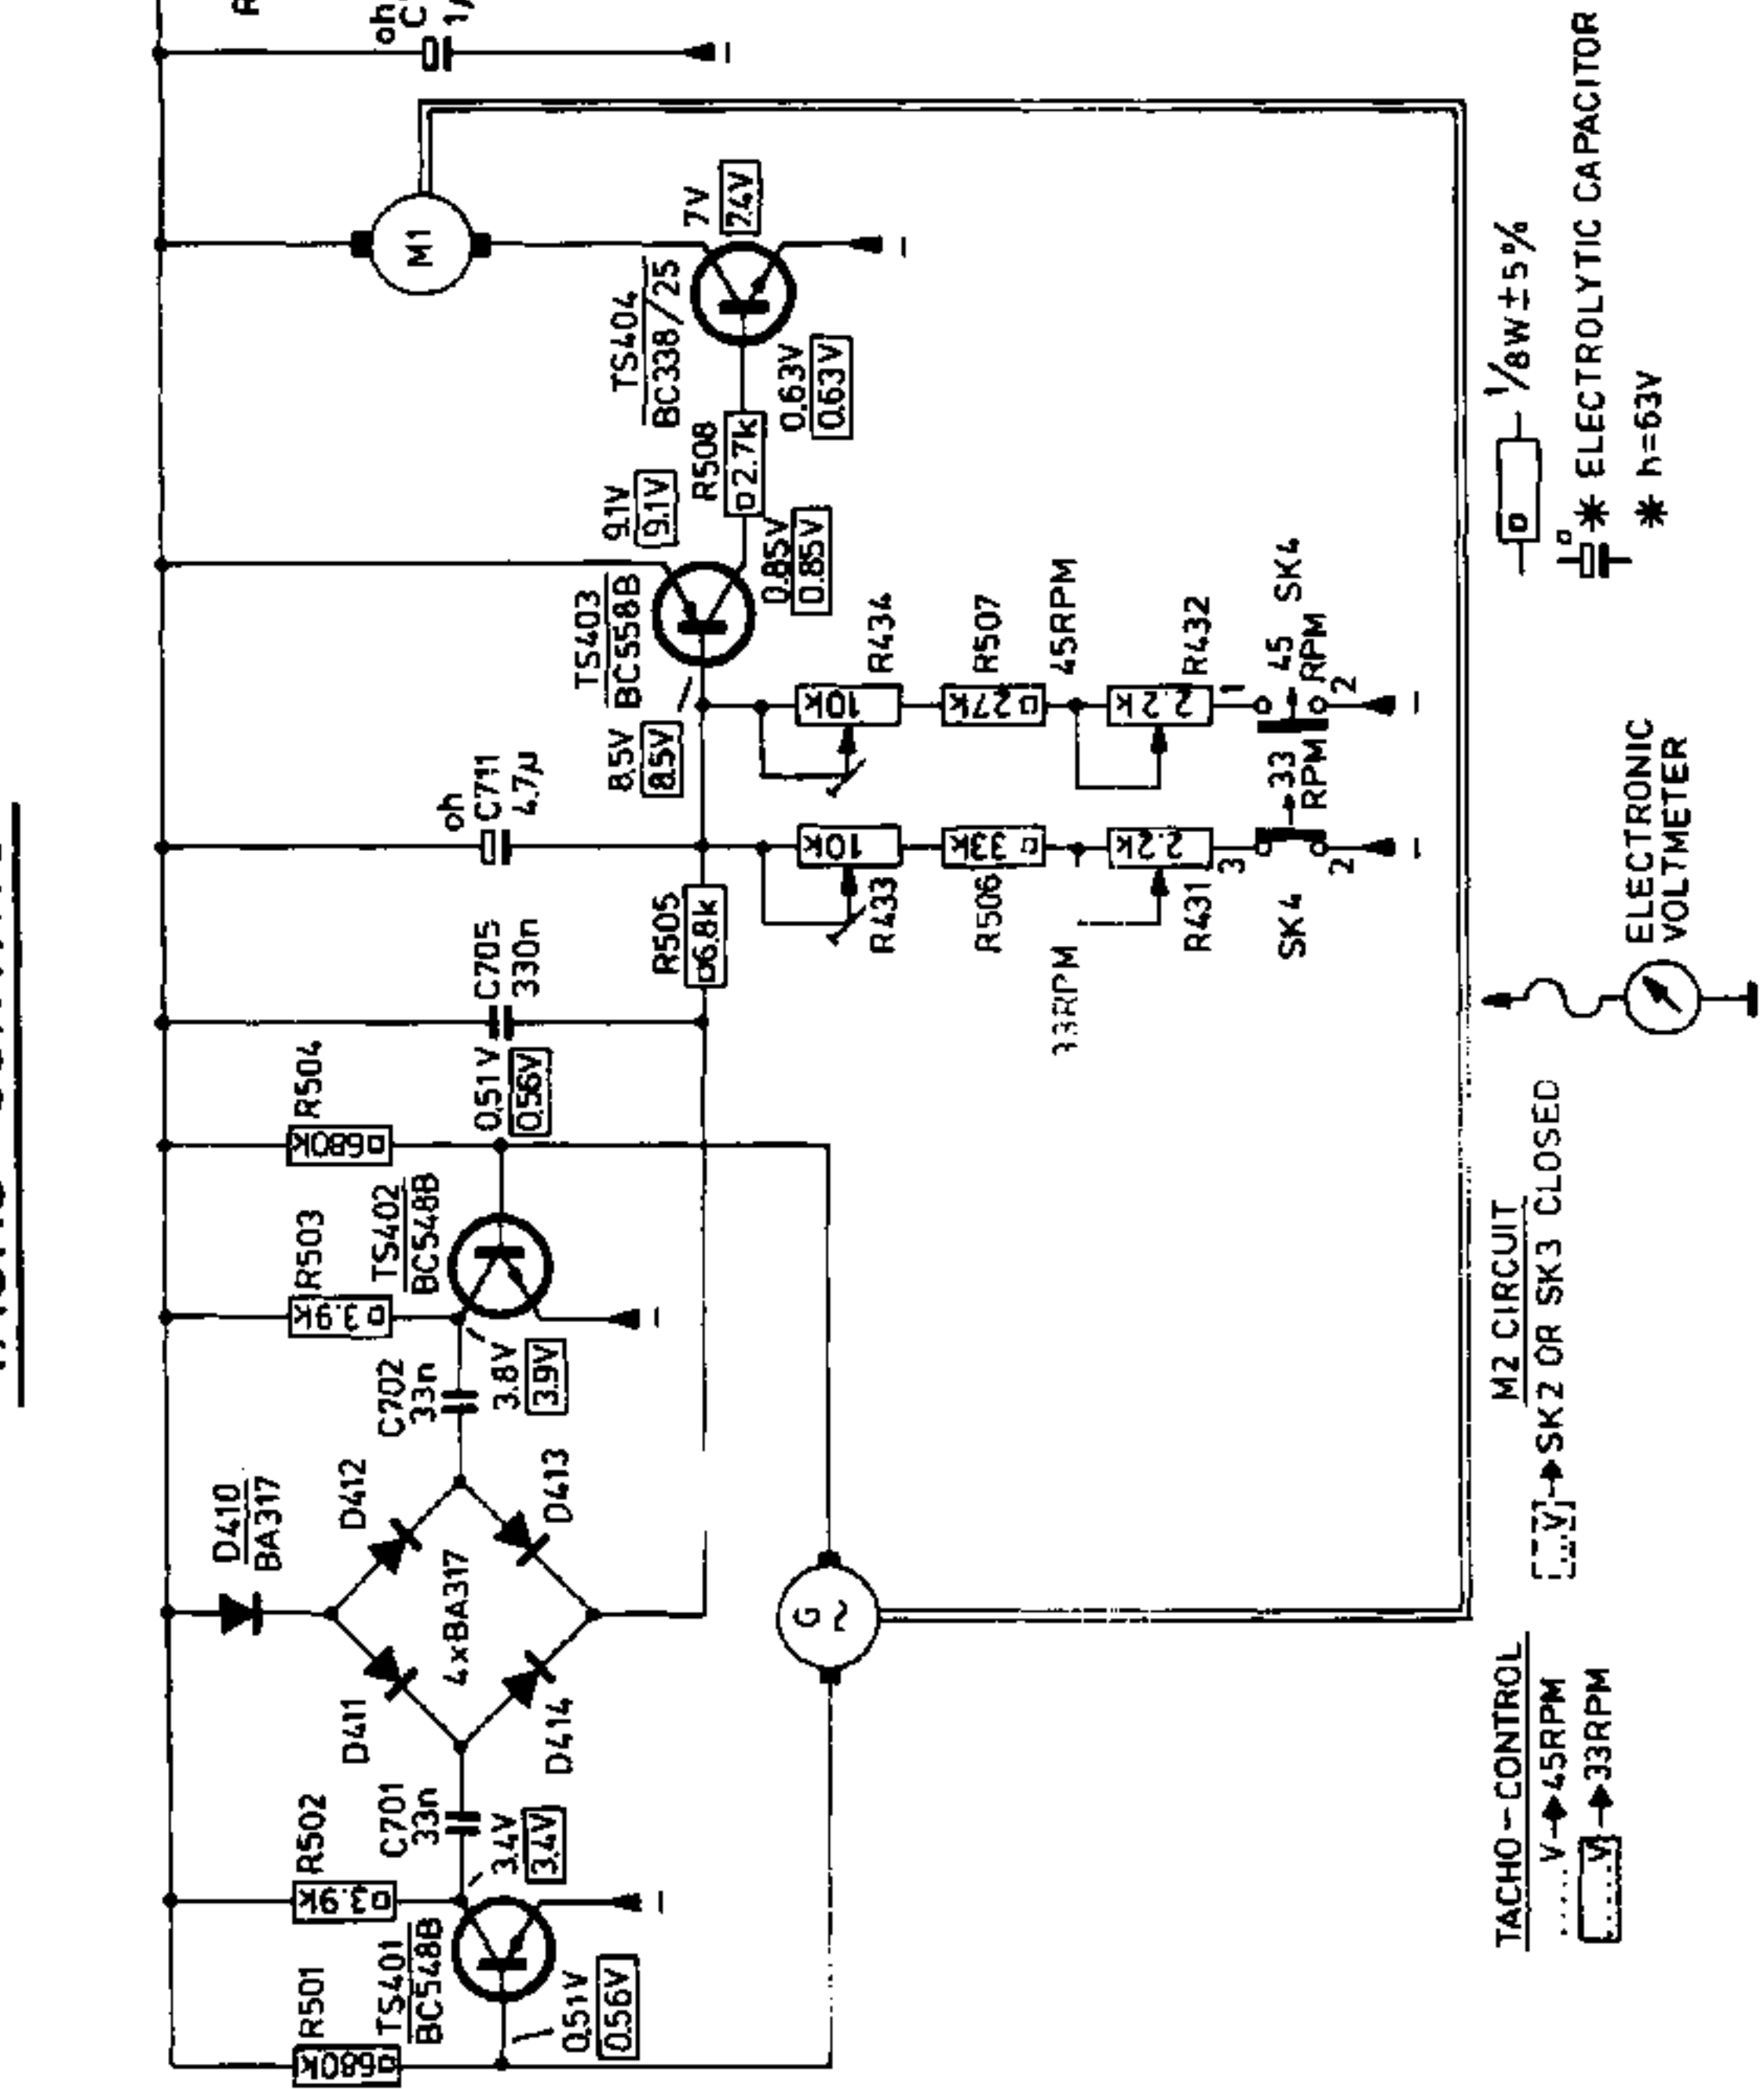 R501
680k
TS401
BC548B
0.51V
0.56V
R502
3.9k
C701
33n
3.4V
3.4V
D411
D414
4xBA317
D410
BA317
D412
D413
C702
33n
3.8V
3.9V
R503
3.9k
TS402
BC548B
R504
680k
0.51V
0.56V
C705
330n
R505
6.8k
oh
C711
4.7µ
8.5V
8.5V
TS403
BC558B
9.1V
9.1V
0.85V
0.85V
R508
2.7k
TS404
BC338/25
0.63V
0.63V
7V
7.4V
M1
oh
G
~
10k
R433
33k
R506
33RPM
2.2k
R431
3
SK4
2
33
RPM
10k
R434
27k
R507
45RPM
2.2k
R432
1
45
RPM
SK4
2
TACHO-CONTROL
.....V→45RPM
.....V→33RPM
M2 CIRCUIT
...V→SK2 OR SK3 CLOSED
ELECTRONIC
VOLTMETER
1/8W ± 5%
* ELECTROLYTIC CAPACITOR
* h=63V